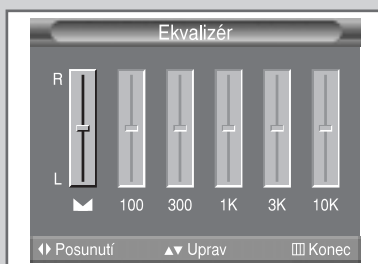 Ekvalizér
R
L
100 300 1K 3K 10K
Posunutí Uprav Konec